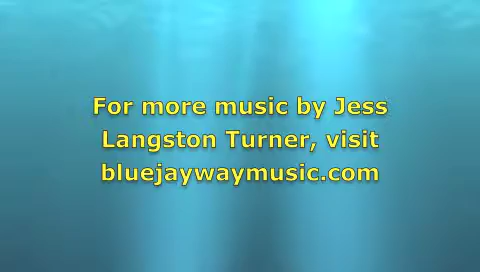 For more music by Jess
Langston Turner, visit
bluejaywaymusic.com